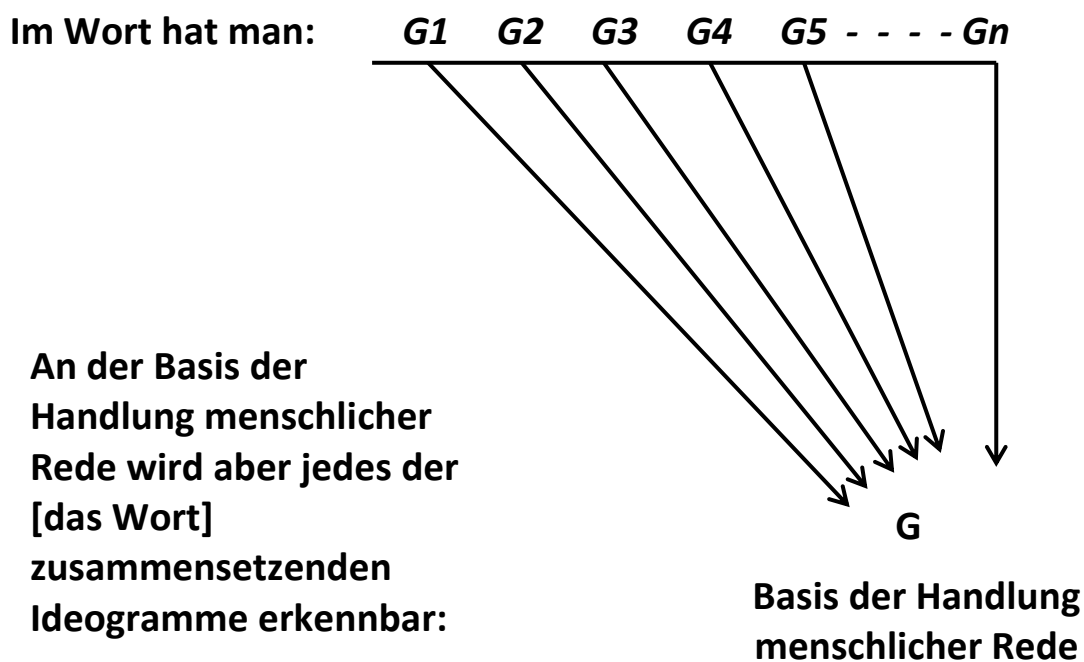 Im Wort hat man: G1 G2 G3 G4 G5 - - - - Gn
An der Basis der
Handlung menschlicher
Rede wird aber jedes der
[das Wort]
zusammensetzenden
Ideogramme erkennbar:
G
Basis der Handlung
menschlicher Rede